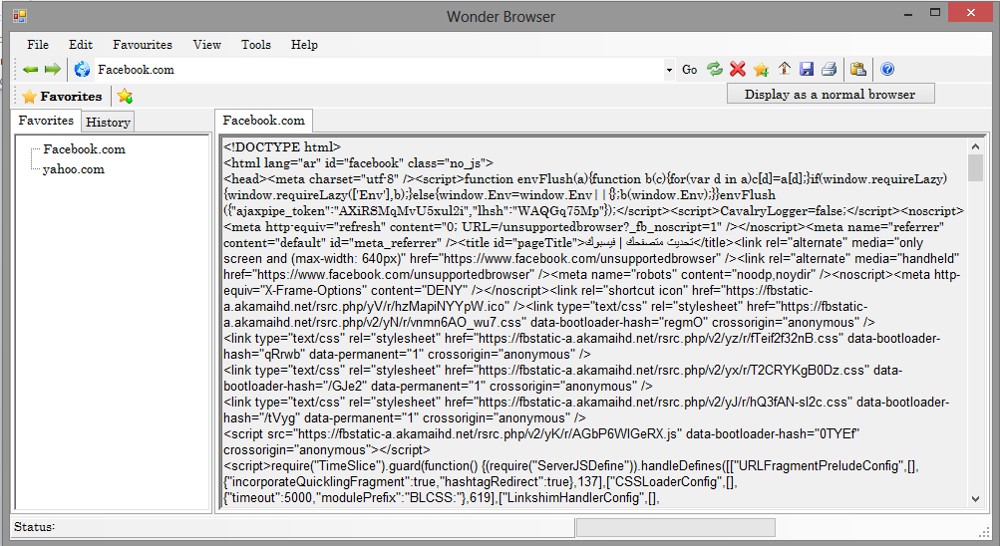 Wonder Browser
File Edit Favourites View Tools Help
Facebook.com Go
Favorites Display as a normal browser
Favorites History Facebook.com
Facebook.com
yahoo.com
<!DOCTYPE html>
<html lang="ar" id="facebook" class="no_js">
<head><meta charset="utf-8" /><script>function envFlush(a){function b(c){for(var d in a)c[d]=a[d];}if(window.requireLazy)
{window.requireLazy(['Env'],b);}else{window.Env=window.Env||{};b(window.Env);}}envFlush
({"ajaxpipe_token":"AXiRSMqMvU5xul2i","lhsh":"WAQGq75Mp"});</script><script>CavalryLogger=false;</script><noscript>
<meta http-equiv="refresh" content="0; URL=/unsupportedbrowser?_fb_noscript=1" /></noscript><meta name="referrer"
content="default" id="meta_referrer" /><title id="pageTitle">تحديث متصفحك | فيسبوك</title><link rel="alternate" media="only
screen and (max-width: 640px)" href="https://www.facebook.com/unsupportedbrowser" /><link rel="alternate" media="handheld"
href="https://www.facebook.com/unsupportedbrowser" /><meta name="robots" content="noodp,noydir" /><noscript><meta http-
equiv="X-Frame-Options" content="DENY" /></noscript><link rel="shortcut icon" href="https://fbstatic-
a.akamaihd.net/rsrc.php/yV/r/hzMapiNYYpW.ico" /><link type="text/css" rel="stylesheet" href="https://fbstatic-
a.akamaihd.net/rsrc.php/v2/yN/r/vnmn6AO_wu7.css" data-bootloader-hash="regmO" crossorigin="anonymous" />
<link type="text/css" rel="stylesheet" href="https://fbstatic-a.akamaihd.net/rsrc.php/v2/yz/r/fTeif2f32nB.css" data-bootloader-
hash="qRrwb" data-permanent="1" crossorigin="anonymous" />
<link type="text/css" rel="stylesheet" href="https://fbstatic-a.akamaihd.net/rsrc.php/v2/yx/r/T2CRYKgB0Dz.css" data-
bootloader-hash="/GJe2" data-permanent="1" crossorigin="anonymous" />
<link type="text/css" rel="stylesheet" href="https://fbstatic-a.akamaihd.net/rsrc.php/v2/yJ/r/hQ3fAN-sl2c.css" data-bootloader-
hash="/tVyg" data-permanent="1" crossorigin="anonymous" />
<script src="https://fbstatic-a.akamaihd.net/rsrc.php/v2/yK/r/AGbP6WlGeRX.js" data-bootloader-hash="0TYEf"
crossorigin="anonymous"></script>
<script>require("TimeSlice").guard(function() {(require("ServerJSDefine")).handleDefines([["URLFragmentPreludeConfig",[],
{"incorporateQuicklingFragment":true,"hashtagRedirect":true},137],["CSSLoaderConfig",[],
{"timeout":5000,"modulePrefix":"BLCSS:"},619],["LinkshimHandlerConfig",[],
Status: